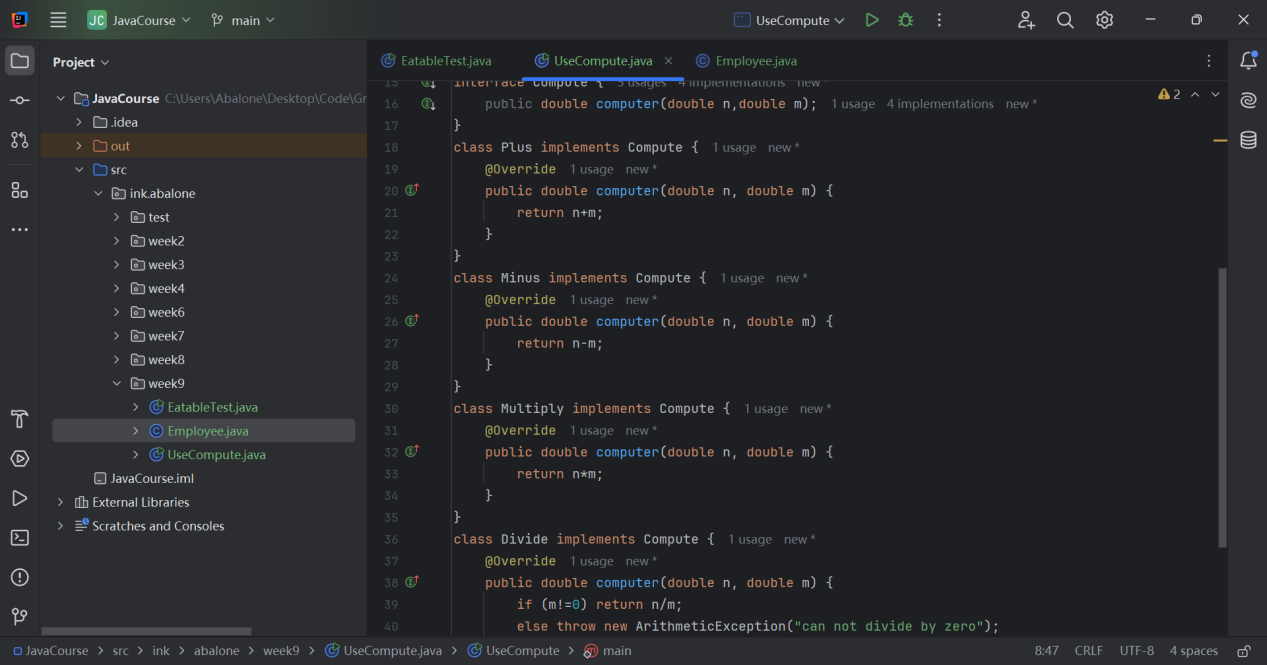 JC JavaCourse main UseCompute
Project
JavaCourse C:\Users\Abalone\Desktop\Code\Gr
.idea
out
src
ink.abalone
test
week2
week3
week4
week6
week7
week8
week9
EatableTest.java
Employee.java
UseCompute.java
JavaCourse.iml
External Libraries
Scratches and Consoles
EatableTest.java UseCompute.java Employee.java
2
15 interface Compute { 5 usages 4 implementations new *
16 public double computer(double n,double m); 1 usage 4 implementations new *
17 }
18 class Plus implements Compute { 1 usage new *
19 @Override 1 usage new *
20 public double computer(double n, double m) {
21 return n+m;
22 }
23 }
24 class Minus implements Compute { 1 usage new *
25 @Override 1 usage new *
26 public double computer(double n, double m) {
27 return n-m;
28 }
29 }
30 class Multiply implements Compute { 1 usage new *
31 @Override 1 usage new *
32 public double computer(double n, double m) {
33 return n*m;
34 }
35 }
36 class Divide implements Compute { 1 usage new *
37 @Override 1 usage new *
38 public double computer(double n, double m) {
39 if (m!=0) return n/m;
40 else throw new ArithmeticException("can not divide by zero");
JavaCourse > src > ink > abalone > week9 > UseCompute.java > UseCompute > main 8:47 CRLF UTF-8 4 spaces